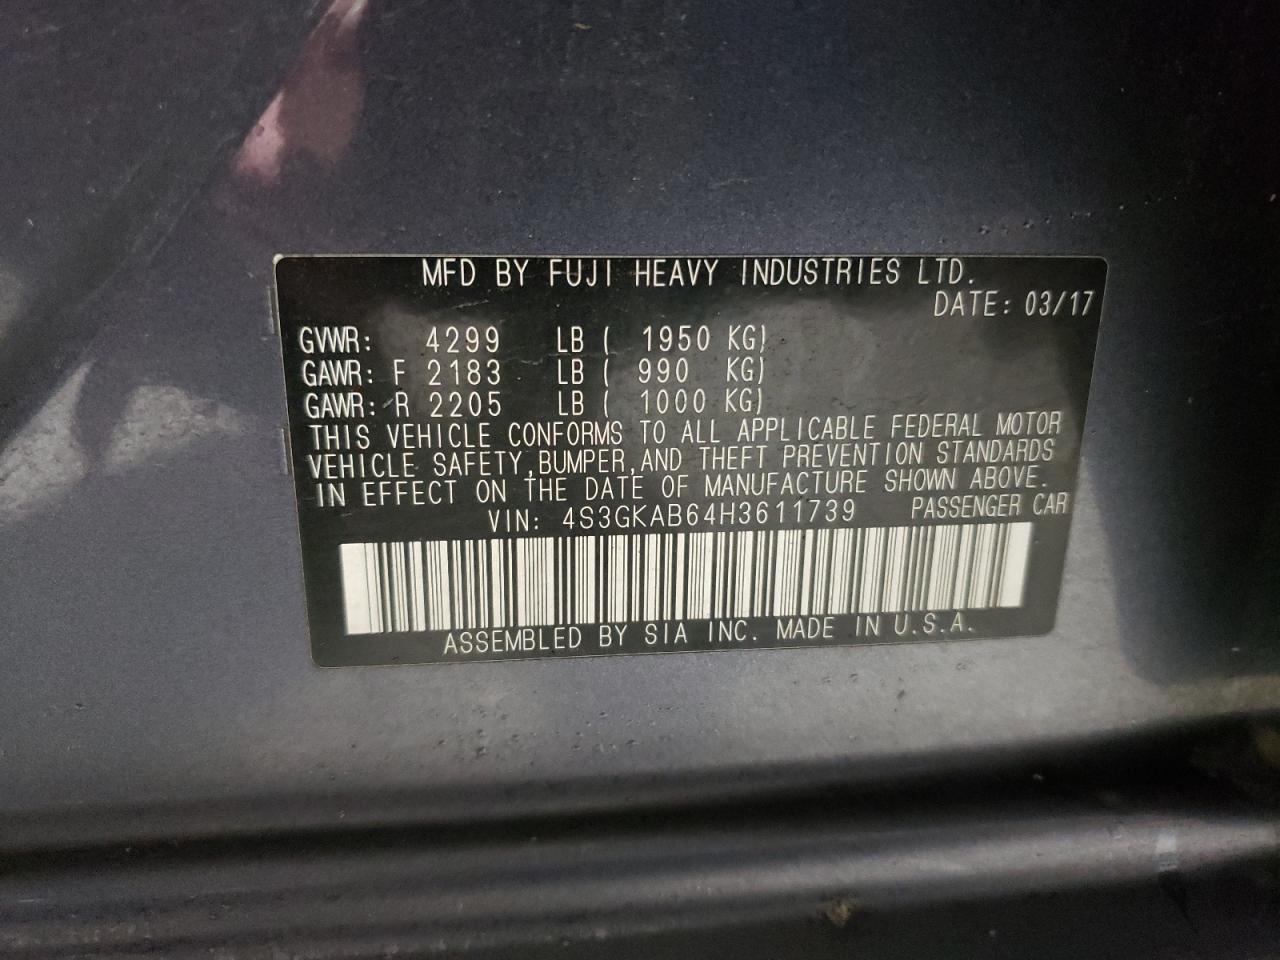 MFD BY FUJI HEAVY INDUSTRIES LTD.
DATE: 03/17
GVWR: 4299 LB ( 1950 KG)
GAWR: F 2183 LB ( 990 KG)
GAWR: R 2205 LB ( 1000 KG)
THIS VEHICLE CONFORMS TO ALL APPLICABLE FEDERAL MOTOR
VEHICLE SAFETY,BUMPER,AND THEFT PREVENTION STANDARDS
IN EFFECT ON THE DATE OF MANUFACTURE SHOWN ABOVE.
VIN: 4S3GKAB64H3611739 PASSENGER CAR
ASSEMBLED BY SIA INC. MADE IN U.S.A.